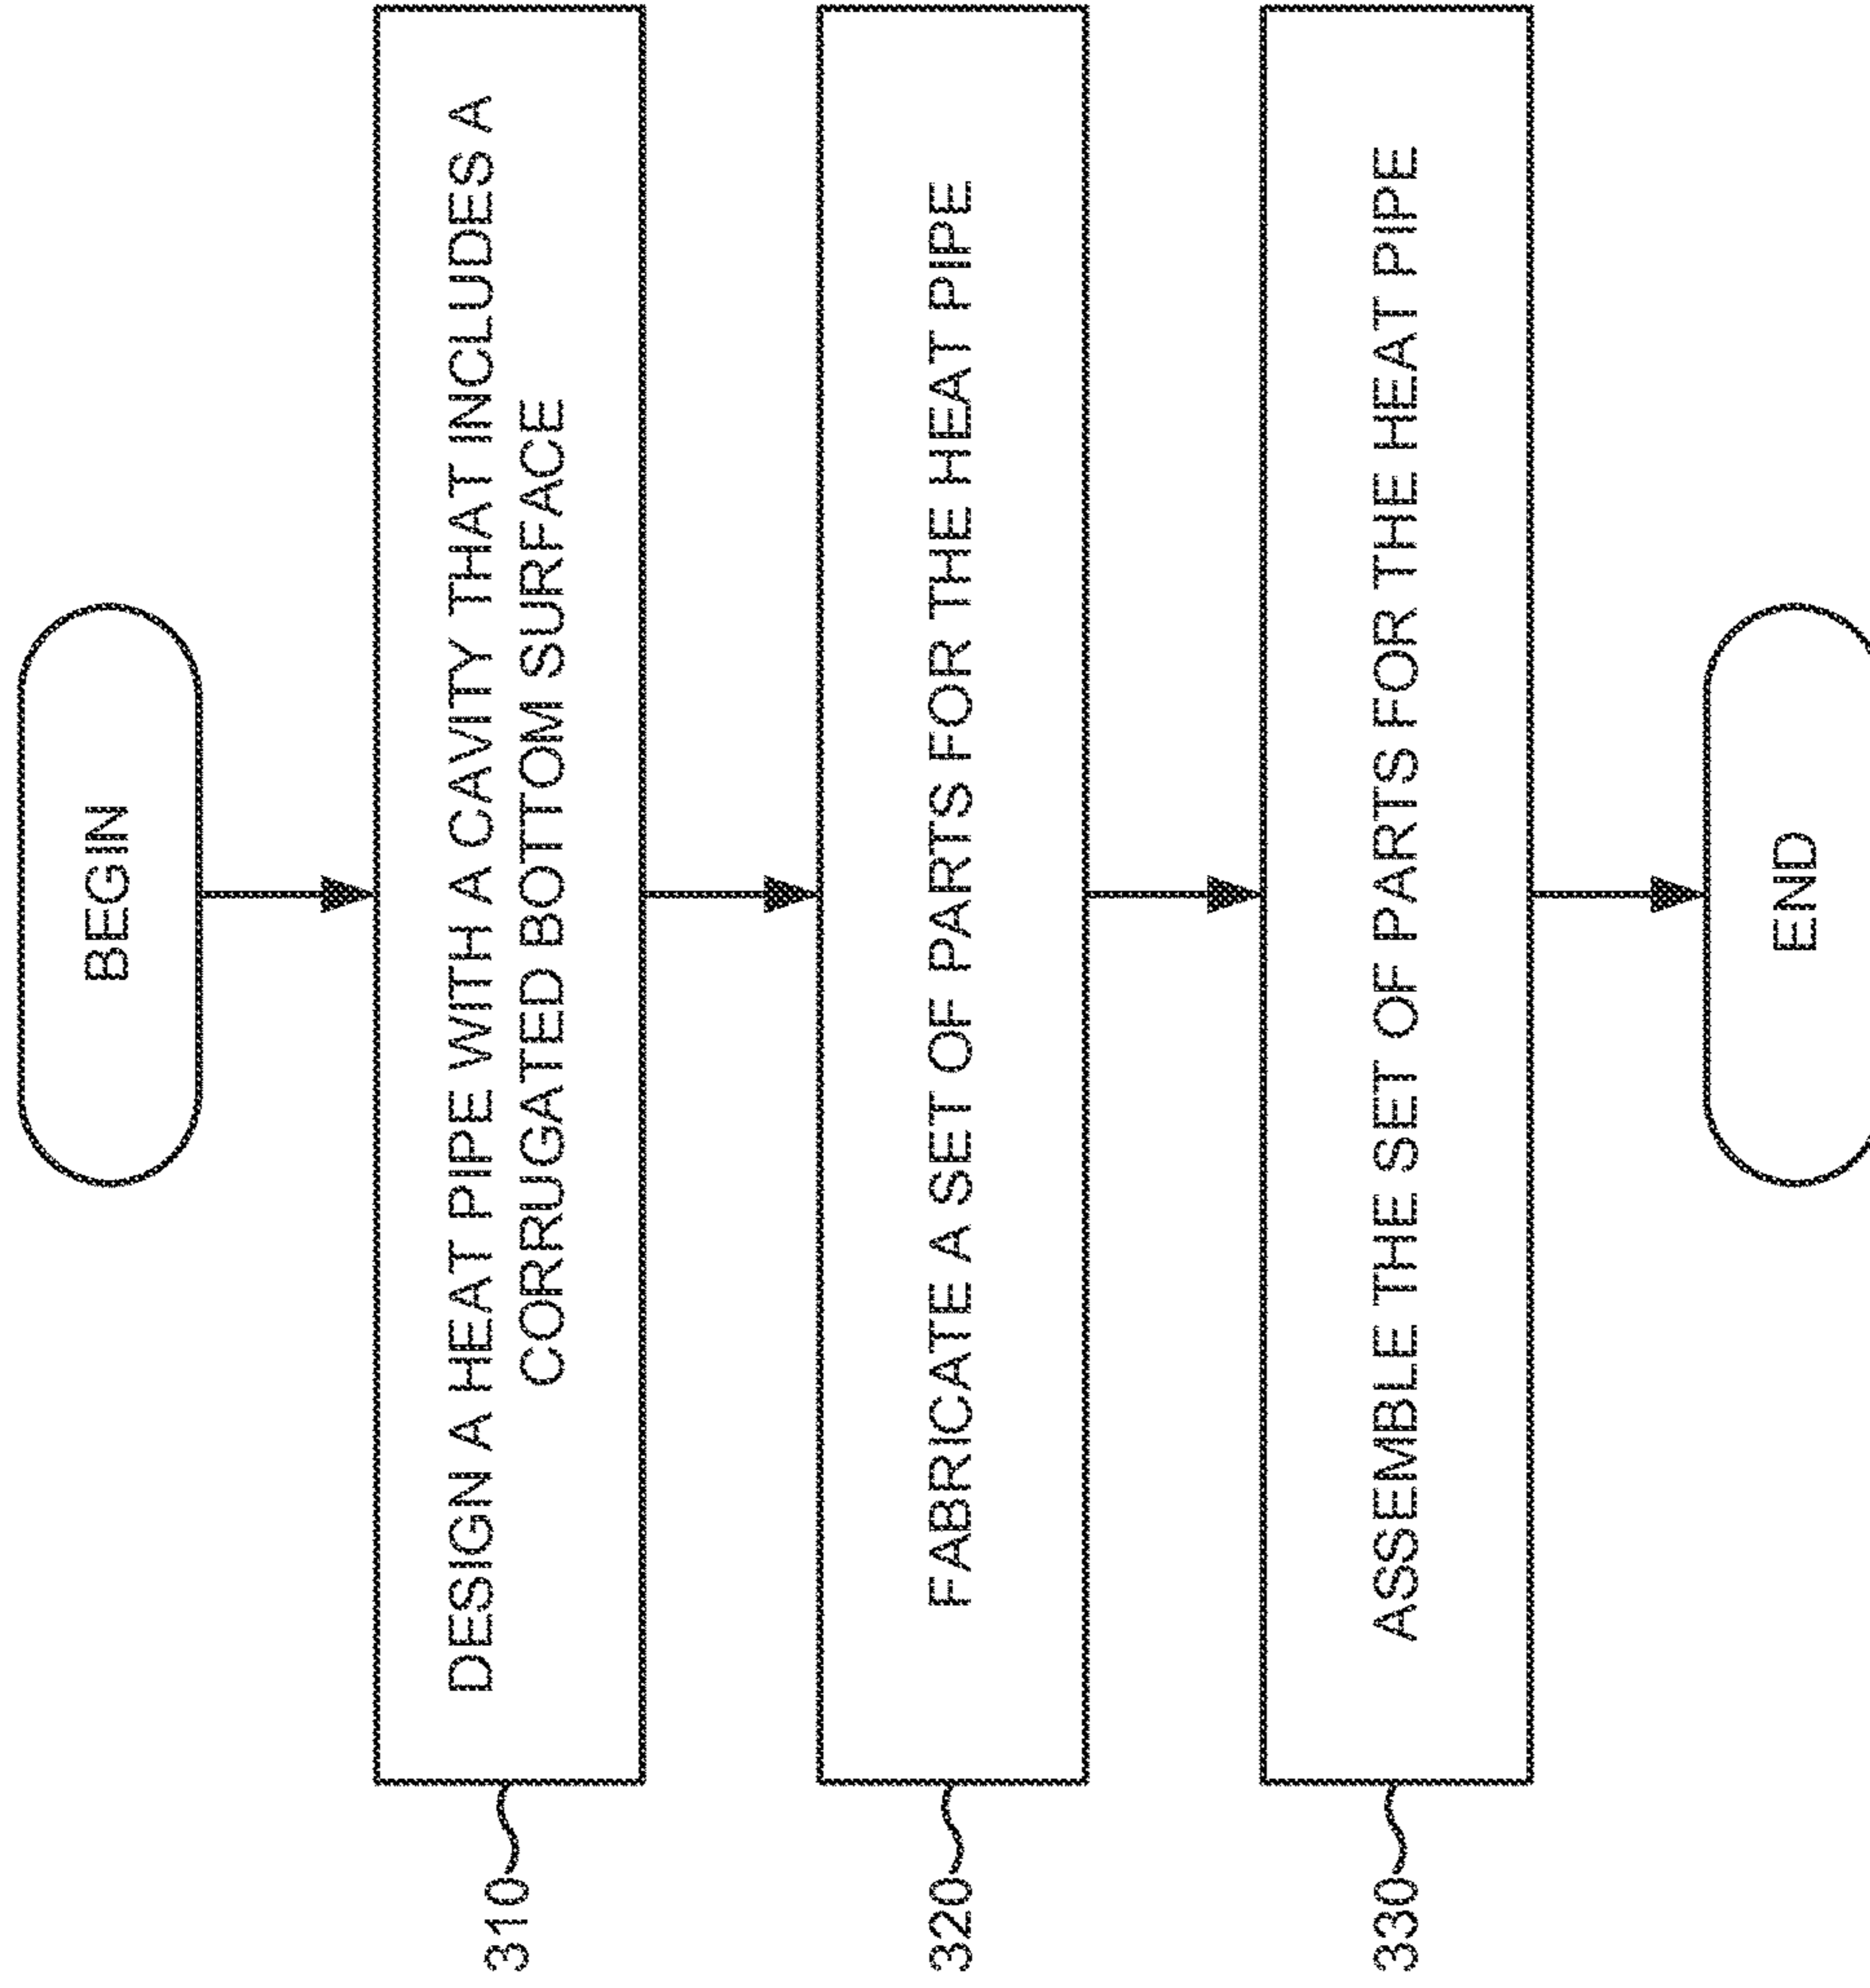 BEGIN
310
DESIGN A HEAT PIPE WITH A CAVITY THAT INCLUDES A
CORRUGATED BOTTOM SURFACE
320
FABRICATE A SET OF PARTS FOR THE HEAT PIPE
330
ASSEMBLE THE SET OF PARTS FOR THE HEAT PIPE
END